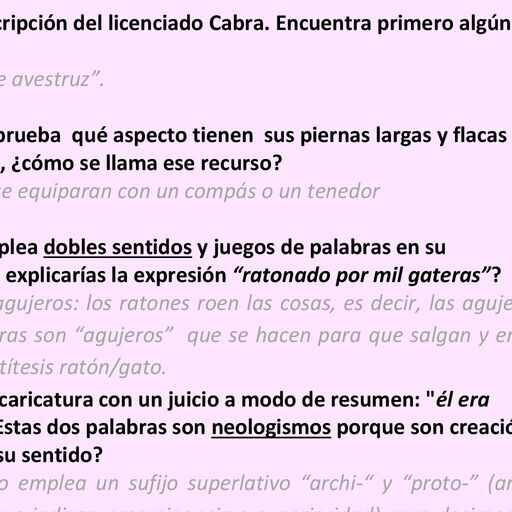 cripción del licenciado Cabra. Encuentra primero algún
e avestruz”.
prueba qué aspecto tienen sus piernas largas y flacas
, ¿cómo se llama ese recurso?
se equiparan con un compás o un tenedor
plea dobles sentidos y juegos de palabras en su
explicarías la expresión “ratonado por mil gateras”?
agujeros: los ratones roen las cosas, es decir, las aguje
ras son “agujeros” que se hacen para que salgan y en
títesis ratón/gato.
caricatura con un juicio a modo de resumen: "él era
Estas dos palabras son neologismos porque son creació
su sentido?
o emplea un sufijo superlativo “archi-“ y “proto-” (ar